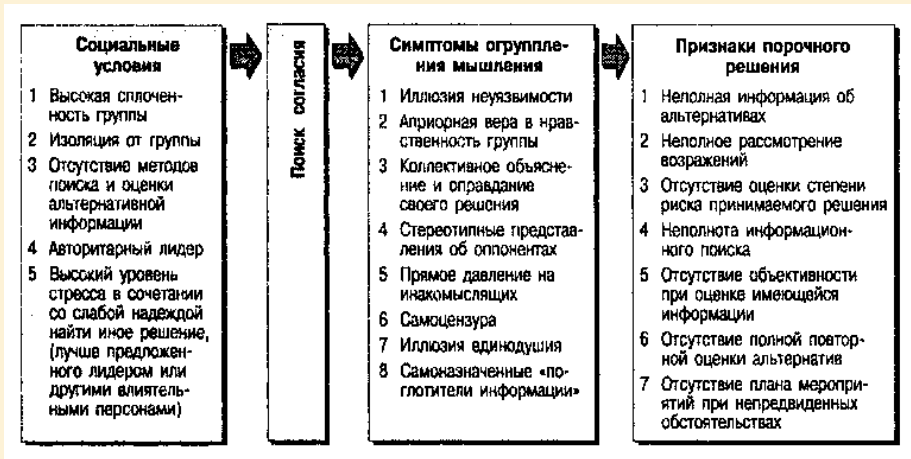 Социальные
условия
1 Высокая сплочен-
ность группы
2 Изоляция от группы
3 Отсутствие методов
поиска и оценки
альтернативной
информации
4 Авторитарный лидер
5 Высокий уровень
стресса в сочетании
со слабой надеждой
найти иное решение,
(лучше предложен-
ного лидером или
другими влиятель-
ными персонами)
Поиск согласия
Симптомы огруппле-
ния мышления
1 Иллюзия неуязвимости
2 Априорная вера в нрав-
ственность группы
3 Коллективное объясне-
ние и оправдание
своего решения
4 Стереотипные представ-
ления об оппонентах
5 Прямое давление на
инакомыслящих
6 Самоцензура
7 Иллюзия единодушия
8 Самоназначенные «по-
глотители информации»
Признаки порочного
решения
1 Неполная информация об
альтернативах
2 Неполное рассмотрение
возражений
3 Отсутствие оценки степени
риска принимаемого решения
4 Неполнота информацион-
ного поиска
5 Отсутствие объективности
при оценке имеющейся
информации
6 Отсутствие полной повтор-
ной оценки альтернатив
7 Отсутствие плана меропри-
ятий при непредвиденных
обстоятельствах